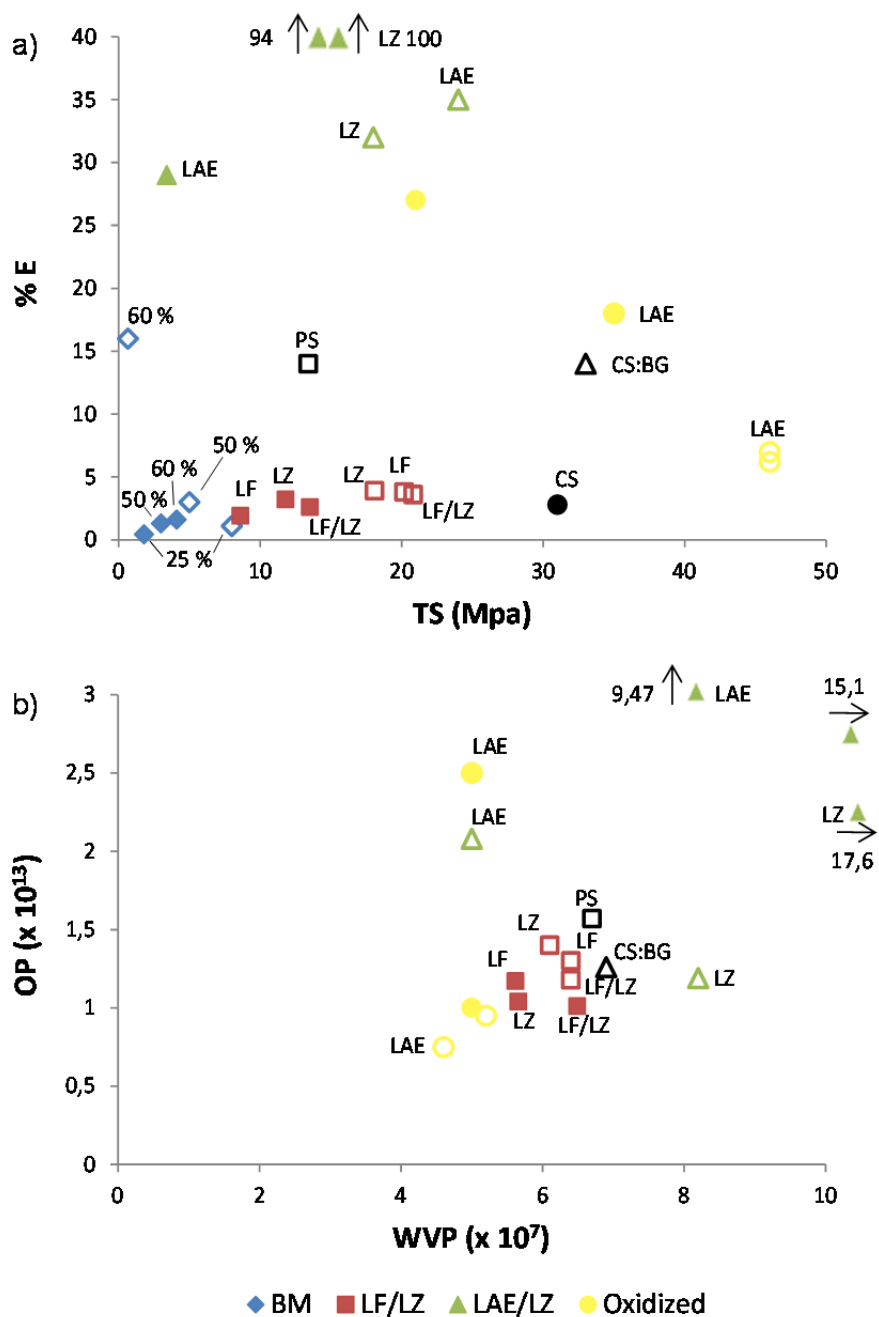 a)
94
LZ 100
40
35
30
25
20
15
10
5
0
% E
LAE
LZ
LAE
60 %
PS
LAE
CS:BG
50 %
60 %
50 %
25 %
LF
LZ
LF/LZ
LZ
LF
LF/LZ
CS
LAE
0 10 20 30 40 50
TS (Mpa)
b)
9,47
LAE
15,1
3
2,5
2
1,5
1
0,5
0
OP (x 10¹³)
LAE
LAE
LZ
17,6
PS
LZ
LF
CS:BG
LF
LF/LZ
LZ
LZ
LF/LZ
LAE
0 2 4 6 8 10
WVP (x 10⁷)
BM LF/LZ LAE/LZ Oxidized